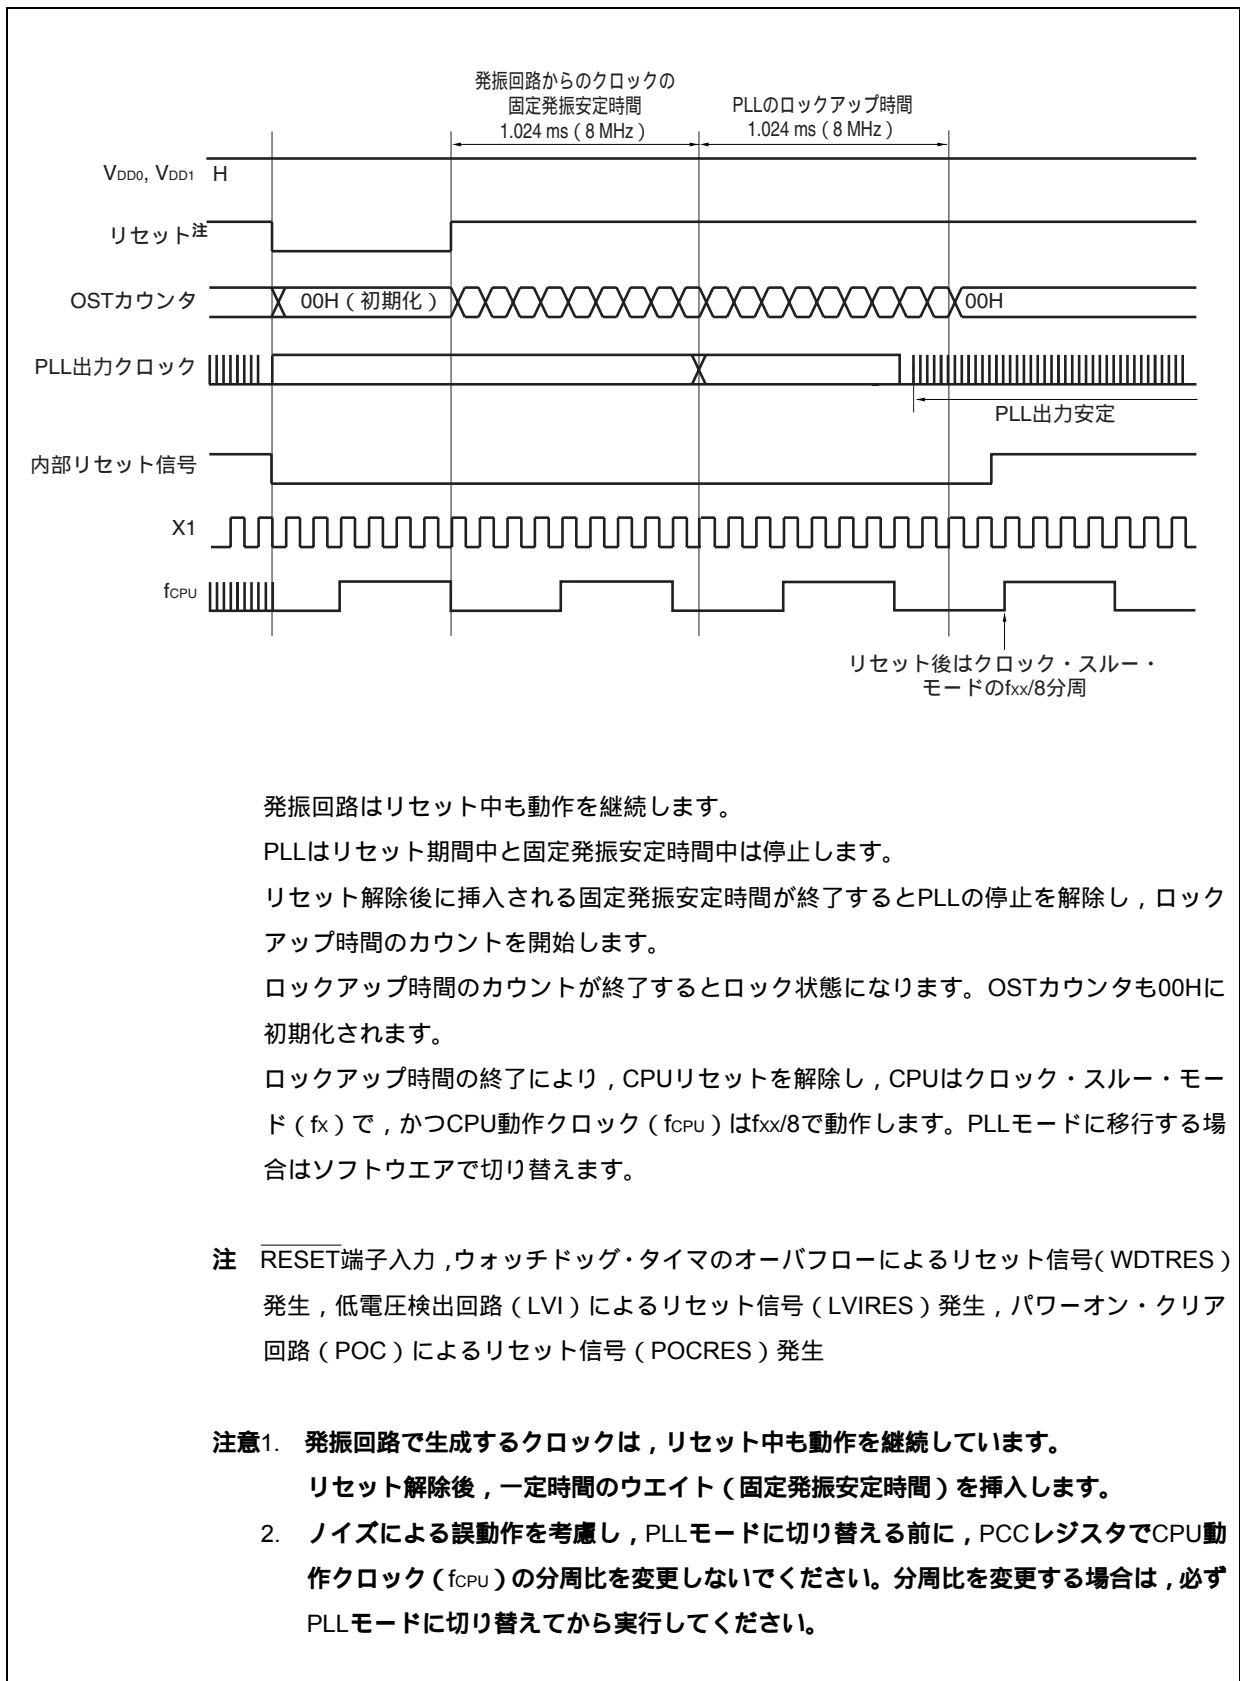 発振回路からのクロックの
固定発振安定時間
1.024 ms（8 MHz）
PLLのロックアップ時間
1.024 ms（8 MHz）
VDD0, VDD1 H
リセット注
OSTカウンタ 00H（初期化） 00H
PLL出力クロック
PLL出力安定
内部リセット信号
X1
fCPU
リセット後はクロック・スルー・
モードのfXX/8分周
発振回路はリセット中も動作を継続します。
PLLはリセット期間中と固定発振安定時間中は停止します。
リセット解除後に挿入される固定発振安定時間が終了するとPLLの停止を解除し，ロック
アップ時間のカウントを開始します。
ロックアップ時間のカウントが終了するとロック状態になります。OSTカウンタも00Hに
初期化されます。
ロックアップ時間の終了により，CPUリセットを解除し，CPUはクロック・スルー・モー
ド（fX）で，かつCPU動作クロック（fCPU）はfXX/8で動作します。PLLモードに移行する場
合はソフトウエアで切り替えます。
注 RESET端子入力，ウォッチドッグ・タイマのオーバフローによるリセット信号（WDTRES）
発生，低電圧検出回路（LVI）によるリセット信号（LVIRES）発生，パワーオン・クリア
回路（POC）によるリセット信号（POCRES）発生
注意1. 発振回路で生成するクロックは，リセット中も動作を継続しています。
リセット解除後，一定時間のウエイト（固定発振安定時間）を挿入します。
2. ノイズによる誤動作を考慮し，PLLモードに切り替える前に，PCCレジスタでCPU動
作クロック（fCPU）の分周比を変更しないでください。分周比を変更する場合は，必ず
PLLモードに切り替えてから実行してください。